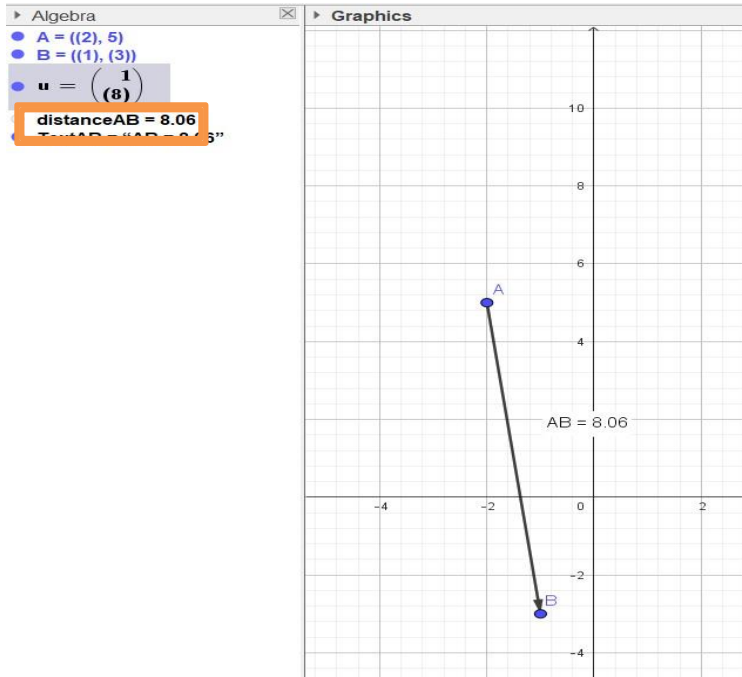 Algebra
A = ((2), 5)
B = ((1), (3))
u = ( 1
(8) )
distanceAB = 8.06
Graphics
10
8
6
A
4
AB = 8.06
-4
-2
0
2
-2
B
-4